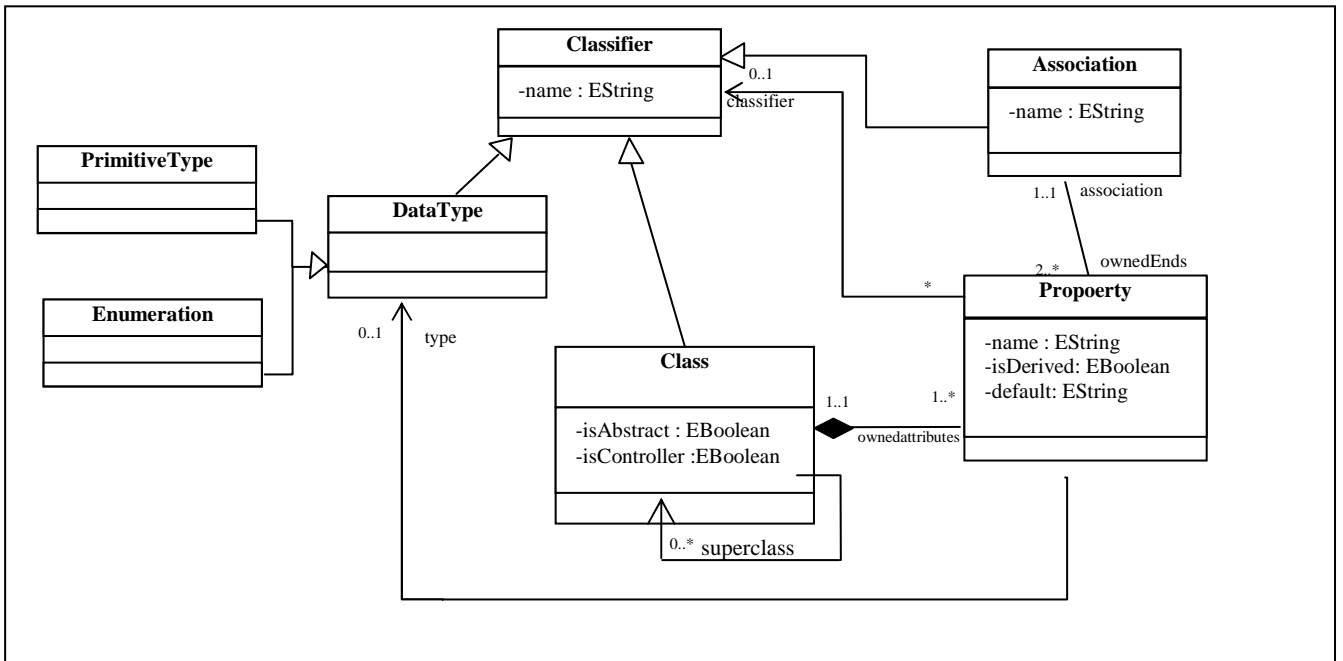 Classifier
-name : EString
0..1
classifier
Association
-name : EString
1..1
association
PrimitiveType
DataType
Enumeration
0..1
type
ownedEnds
2..*
*
Propoerty
-name : EString
-isDerived: EBoolean
-default: EString
Class
-isAbstract : EBoolean
-isController :EBoolean
1..1
1..*
ownedattributes
0..*
superclass